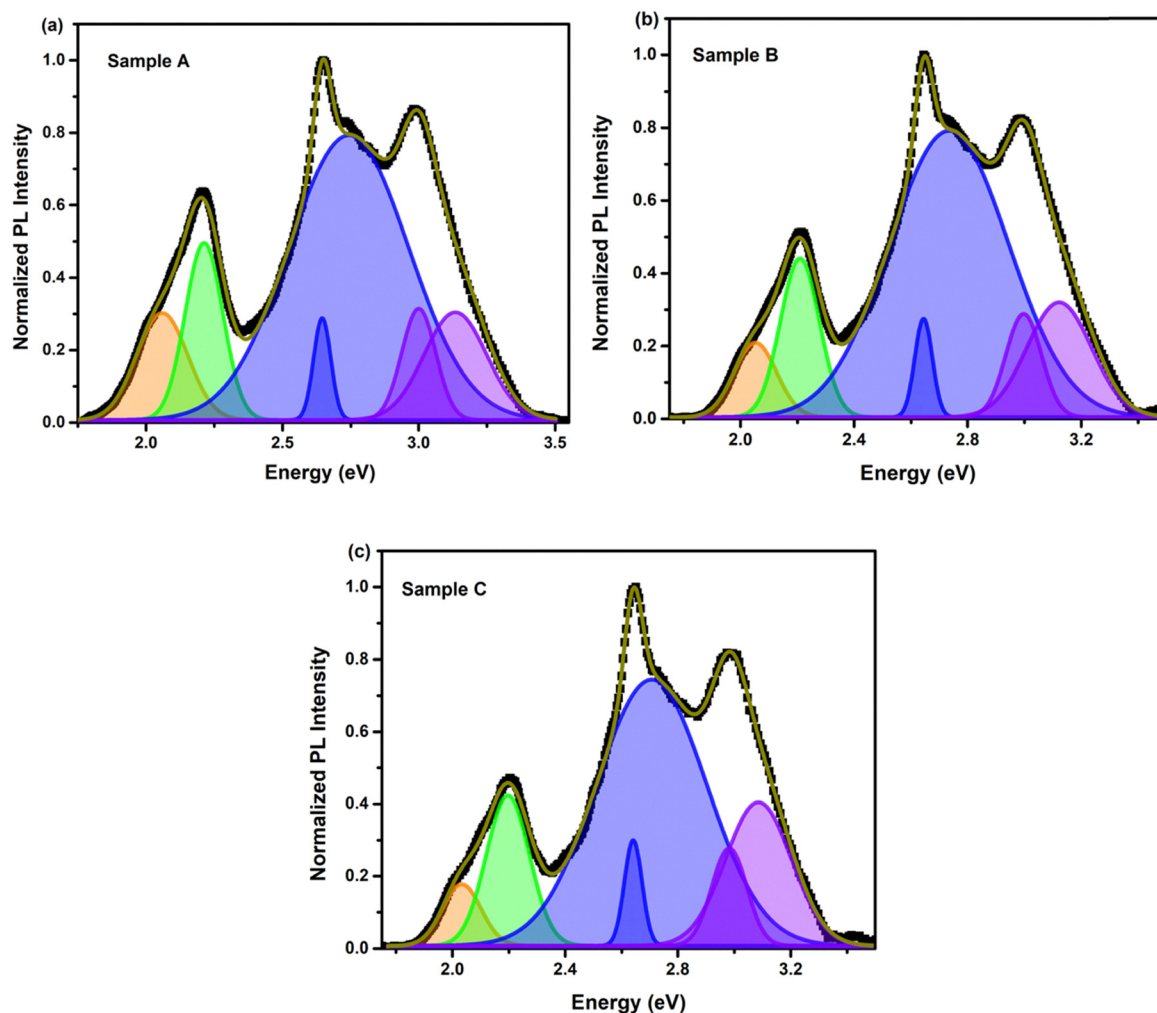 (a)
Sample A
Normalized PL Intensity
1.0
0.8
0.6
0.4
0.2
0.0
2.0 2.5 3.0 3.5
Energy (eV)
(b)
Sample B
Normalized PL Intensity
1.0
0.8
0.6
0.4
0.2
0.0
2.0 2.4 2.8 3.2
Energy (eV)
(c)
Sample C
Normalized PL Intensity
1.0
0.8
0.6
0.4
0.2
0.0
2.0 2.4 2.8 3.2
Energy (eV)